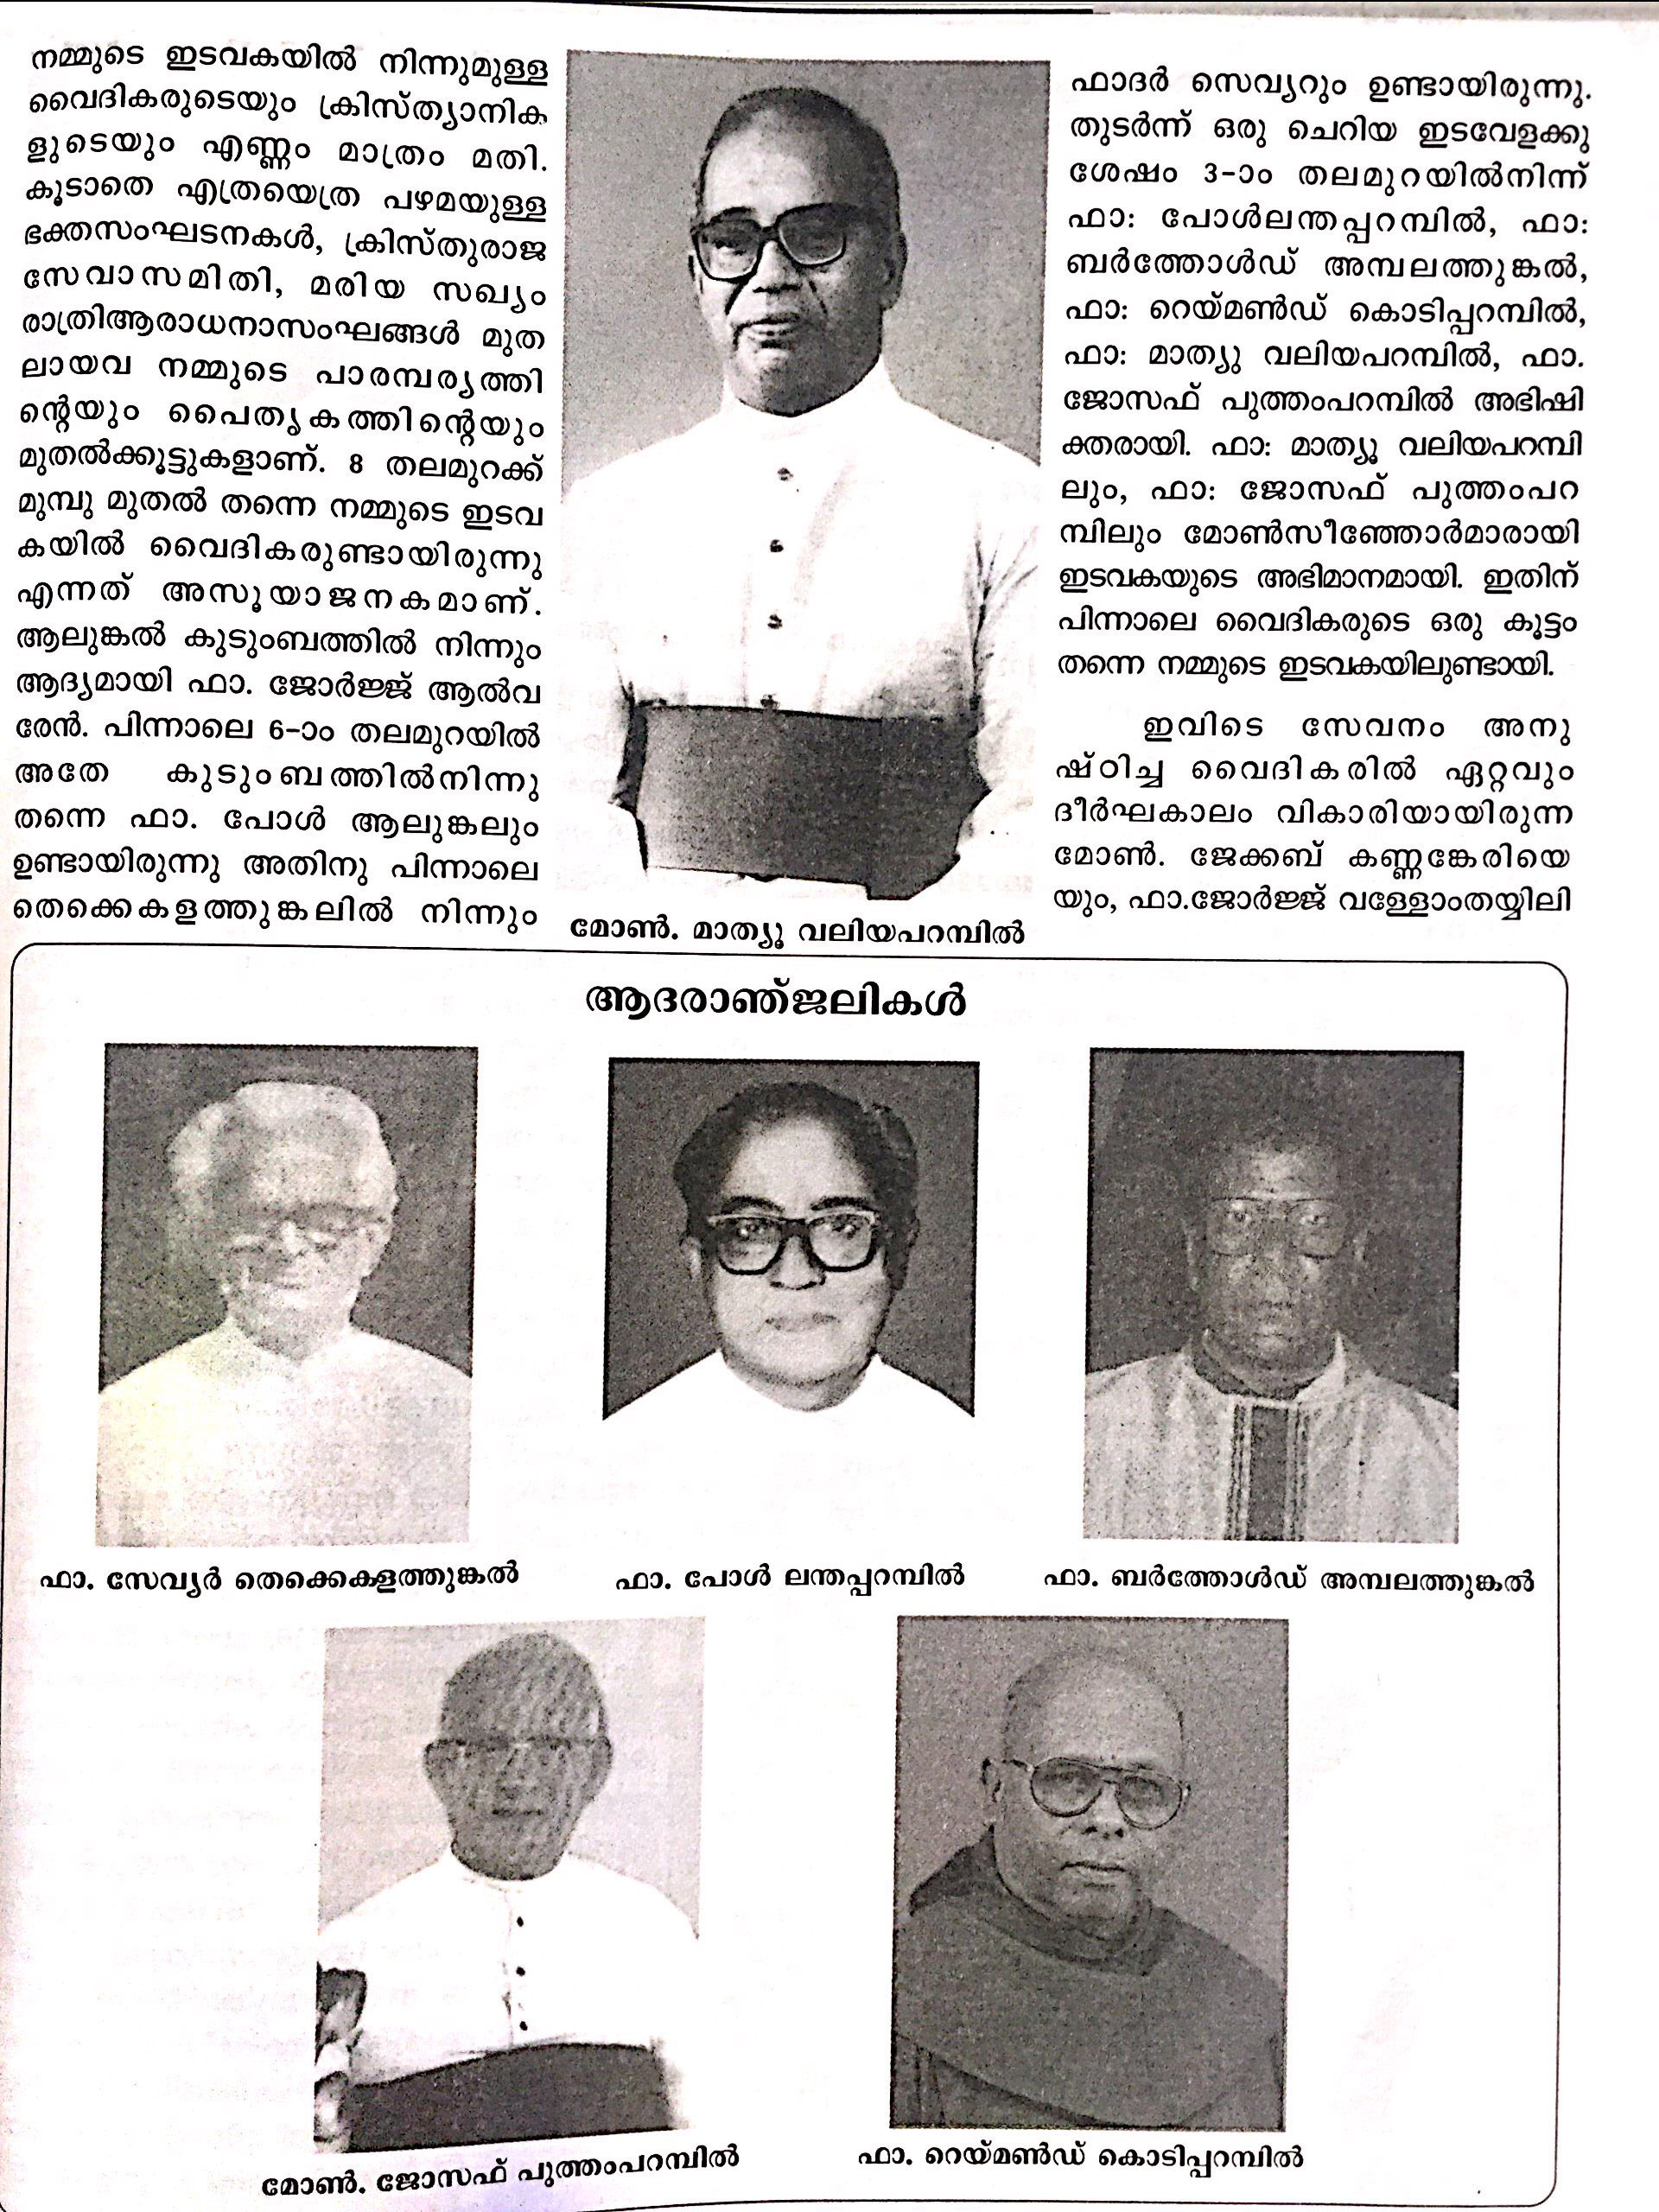 നമ്മുടെ ഇടവകയിൽ നിന്നുമുള്ള
വൈദികരുടെയും ക്രിസ്ത്യാനിക
ളുടെയും എണ്ണം മാത്രം മതി.
കൂടാതെ എത്രയെത്ര പഴമയുള്ള
ഭക്തസംഘടനകൾ, ക്രിസ്തുരാജ
സേവാസമിതി, മരിയ സഖ്യം
രാത്രിആരാധനാസംഘങ്ങൾ മുത
ലായവ നമ്മുടെ പാരമ്പര്യത്തി
ന്റെയും പൈതൃകത്തിന്റെയും
മുതൽക്കൂട്ടുകളാണ്. 8 തലമുറക്ക്
മുമ്പു മുതൽ തന്നെ നമ്മുടെ ഇടവ
കയിൽ വൈദികരുണ്ടായിരുന്നു
എന്നത് അസൂയാജനകമാണ്.
ആലുങ്കൽ കുടുംബത്തിൽ നിന്നും
ആദ്യമായി ഫാ. ജോർജ്ജ് ആൽവ
രേൻ. പിന്നാലെ 6-ാം തലമുറയിൽ
അതേ കുടുംബത്തിൽനിന്നു
തന്നെ ഫാ. പോൾ ആലുങ്കലും
ഉണ്ടായിരുന്നു അതിനു പിന്നാലെ
തെക്കെകളത്തുങ്കലിൽ നിന്നും
മോൺ. മാത്യൂ വലിയപറമ്പിൽ
ഫാദർ സെവ്യറും ഉണ്ടായിരുന്നു.
തുടർന്ന് ഒരു ചെറിയ ഇടവേളക്കു
ശേഷം 3-ാം തലമുറയിൽനിന്ന്
ഫാ: പോൾലന്തപ്പറമ്പിൽ, ഫാ:
ബർത്തോൾഡ് അമ്പലത്തുങ്കൽ,
ഫാ: റെയ്മൺഡ് കൊടിപ്പറമ്പിൽ,
ഫാ: മാത്യു വലിയപറമ്പിൽ, ഫാ.
ജോസഫ് പുത്തംപറമ്പിൽ അഭിഷി
ക്തരായി. ഫാ: മാത്യൂ വലിയപറമ്പി
ലും, ഫാ: ജോസഫ് പുത്തംപറ
മ്പിലും മോൺസീഞ്ഞോർമാരായി
ഇടവകയുടെ അഭിമാനമായി. ഇതിന്
പിന്നാലെ വൈദികരുടെ ഒരു കൂട്ടം
തന്നെ നമ്മുടെ ഇടവകയിലുണ്ടായി.
ഇവിടെ സേവനം അനു
ഷ്ഠിച്ച വൈദികരിൽ ഏറ്റവും
ദീർഘകാലം വികാരിയായിരുന്ന
മോൺ. ജേക്കബ് കണ്ണങ്കേരിയെ
യും, ഫാ.ജോർജ്ജ് വള്ളോംതയ്യിലി
ആദരാഞ്ജലികൾ
ഫാ. സേവ്യർ തെക്കെകളത്തുങ്കൽ
ഫാ. പോൾ ലന്തപ്പറമ്പിൽ
ഫാ. ബർത്തോൾഡ് അമ്പലത്തുങ്കൽ
മോൺ. ജോസഫ് പുത്തംപറമ്പിൽ
ഫാ. റെയ്മൺഡ് കൊടിപ്പറമ്പിൽ